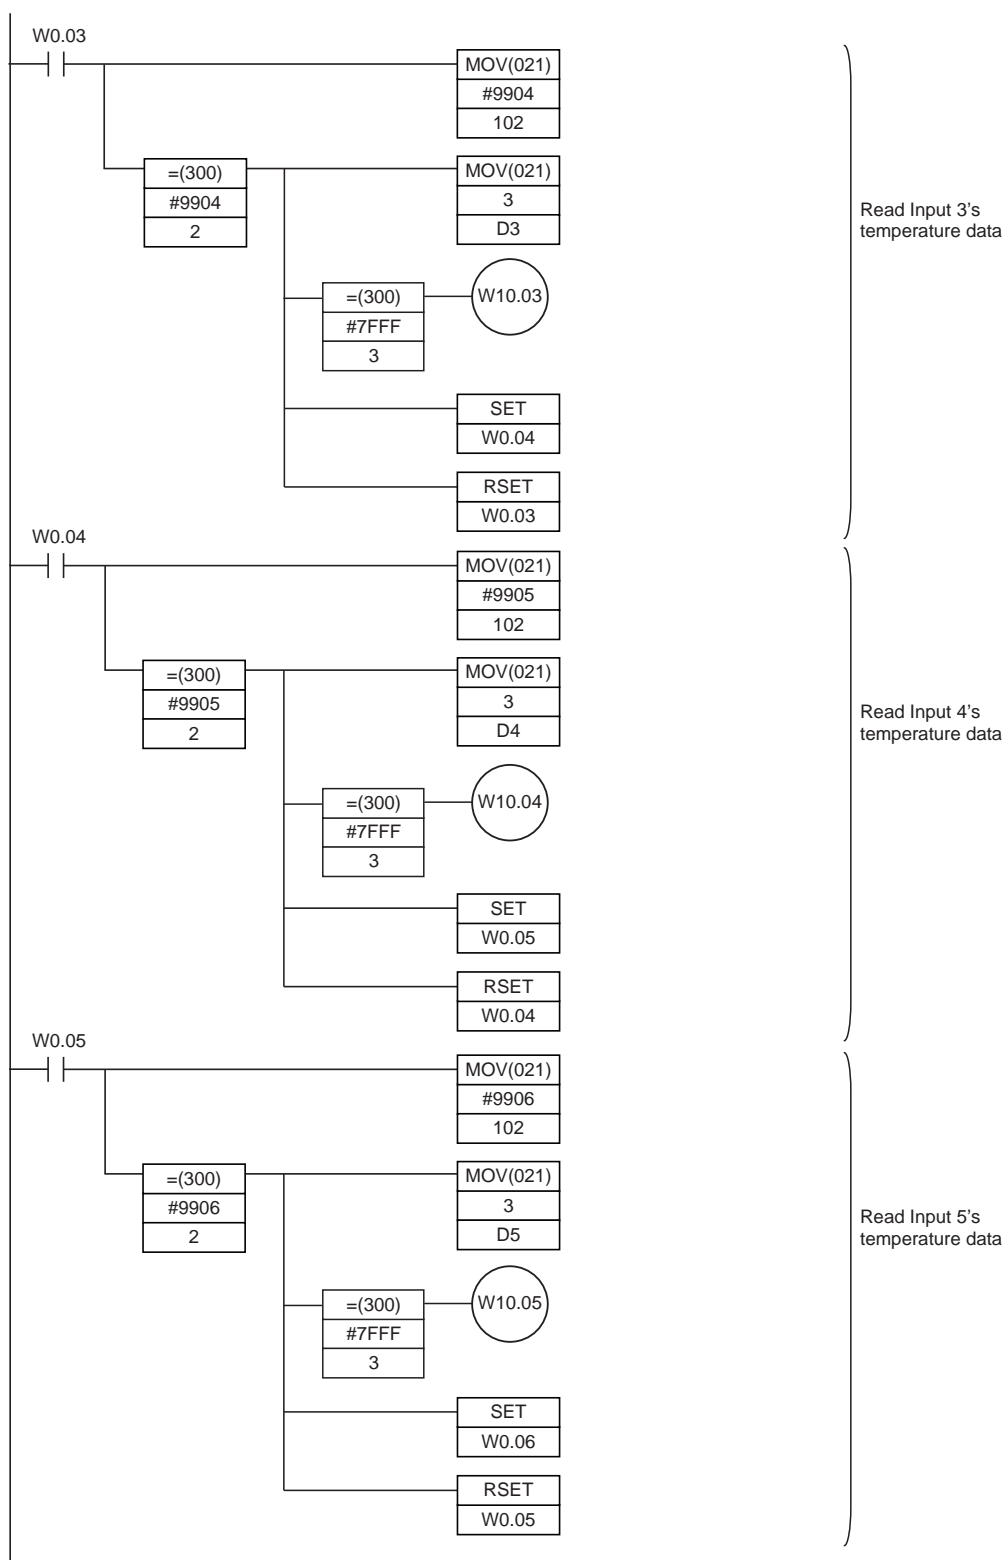 W0.03
MOV(021)
#9904
102
=(300)
#9904
2
MOV(021)
3
D3
Read Input 3's
temperature data
=(300)
#7FFF
3
W10.03
SET
W0.04
RSET
W0.03
W0.04
MOV(021)
#9905
102
=(300)
#9905
2
MOV(021)
3
D4
Read Input 4's
temperature data
=(300)
#7FFF
3
W10.04
SET
W0.05
RSET
W0.04
W0.05
MOV(021)
#9906
102
=(300)
#9906
2
MOV(021)
3
D5
Read Input 5's
temperature data
=(300)
#7FFF
3
W10.05
SET
W0.06
RSET
W0.05